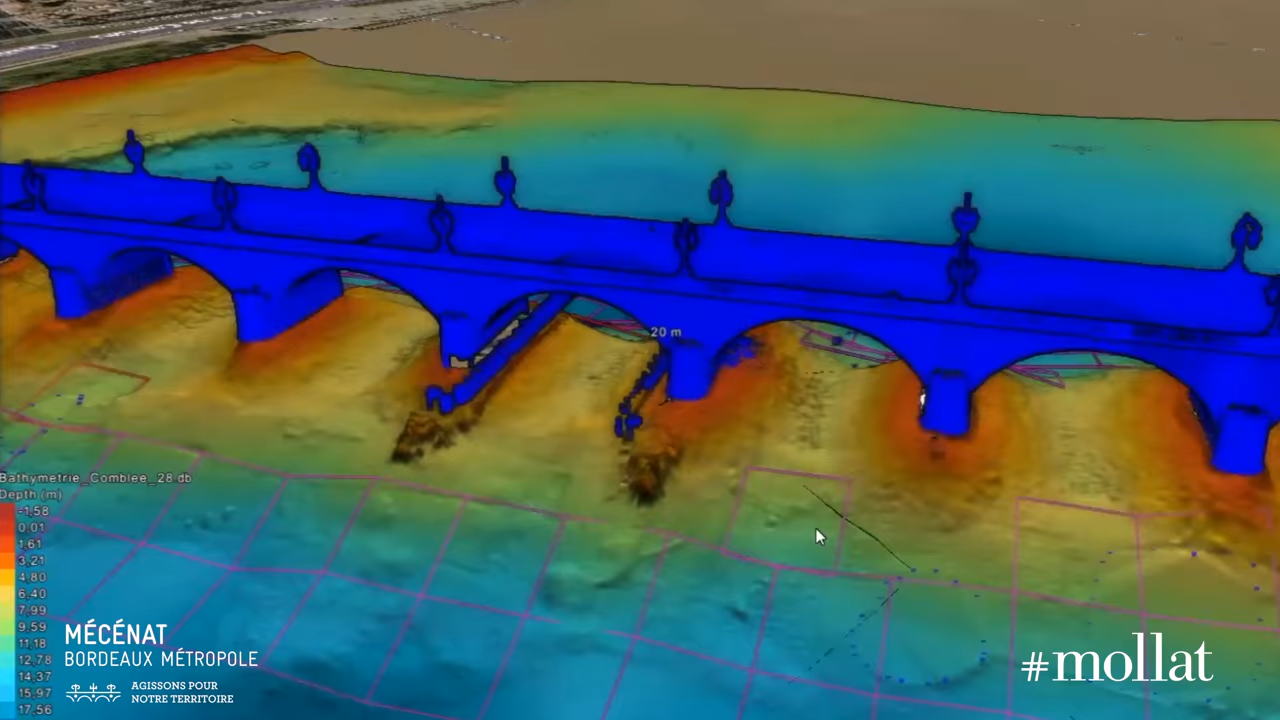 20 m
Bathymetrie_Comblee_28 db
Depth (m)
-1,58
0,01
1,61
3,21
4,80
6,40
7,99
9,59
11,18
12,78
14,37
15,97
17,56
MÉCÉNAT
BORDEAUX MÉTROPOLE
AGISSONS POUR
NOTRE TERRITOIRE
#mollat